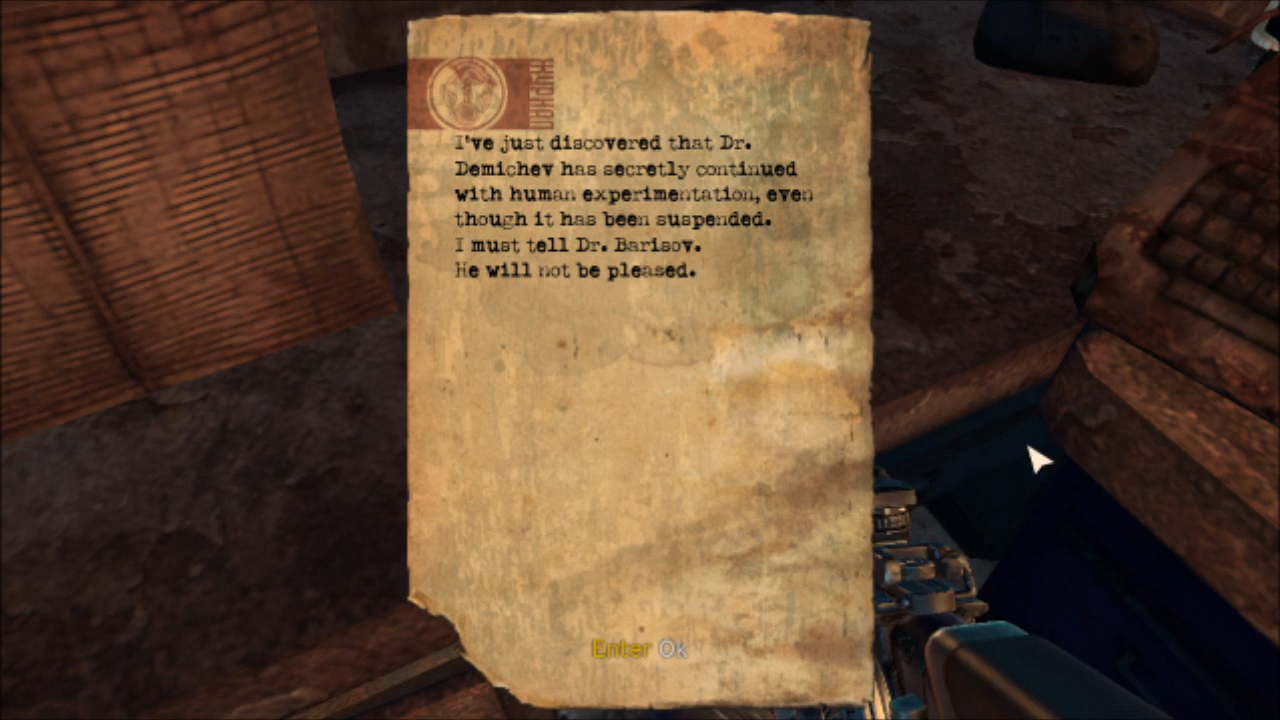 I've just discovered that Dr.
Demichev has secretly continued
with human experimentation, even
though it has been suspended.
I must tell Dr. Barisov.
He will not be pleased.
Enter Ok